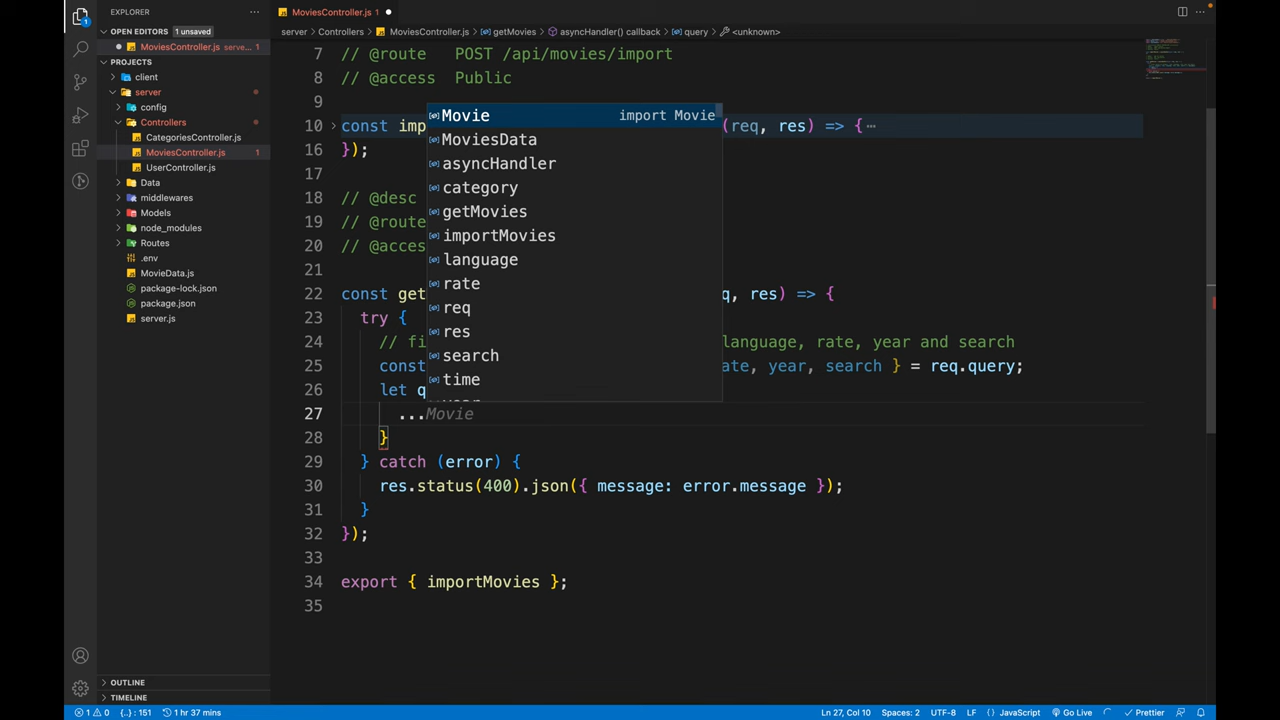 EXPLORER
MoviesController.js 1
OPEN EDITORS 1 unsaved
server > Controllers > MoviesController.js > getMovies > asyncHandler() callback > query > <unknown>
MoviesController.js serve... 1
PROJECTS
client
server
config
Controllers
CategoriesController.js
MoviesController.js 1
UserController.js
Data
middlewares
Models
node_modules
Routes
.env
MovieData.js
package-lock.json
package.json
server.js
OUTLINE
TIMELINE
7 // @route POST /api/movies/import
8 // @access Public
9
10 const imp (req, res) => {
16 });
17
18 // @desc
19 // @route
20 // @acces
21
22 const get q, res) => {
23 try {
24 // fi language, rate, year and search
25 const ate, year, search } = req.query;
26 let q
27 ...Movie
28 }
29 } catch (error) {
30 res.status(400).json({ message: error.message });
31 }
32 });
33
34 export { importMovies };
35
Movie import Movie
MoviesData
asyncHandler
category
getMovies
importMovies
language
rate
req
res
search
time
year
1 0 {..} : 151 1 hr 37 mins Ln 27, Col 10 Spaces: 2 UTF-8 LF {} JavaScript Go Live Prettier